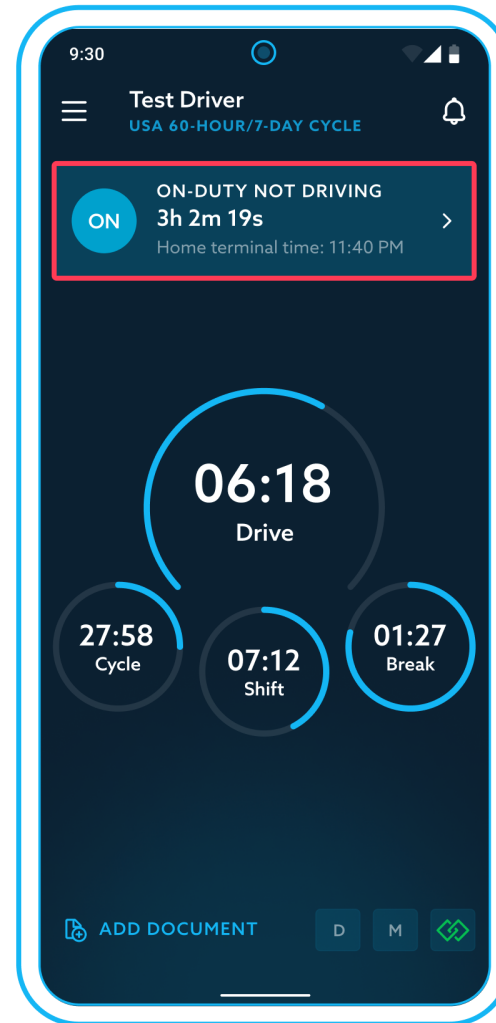 9:30
Test Driver
USA 60-HOUR/7-DAY CYCLE
ON
ON-DUTY NOT DRIVING
3h 2m 19s
Home terminal time: 11:40 PM
06:18
Drive
27:58
Cycle
07:12
Shift
01:27
Break
ADD DOCUMENT
D
M